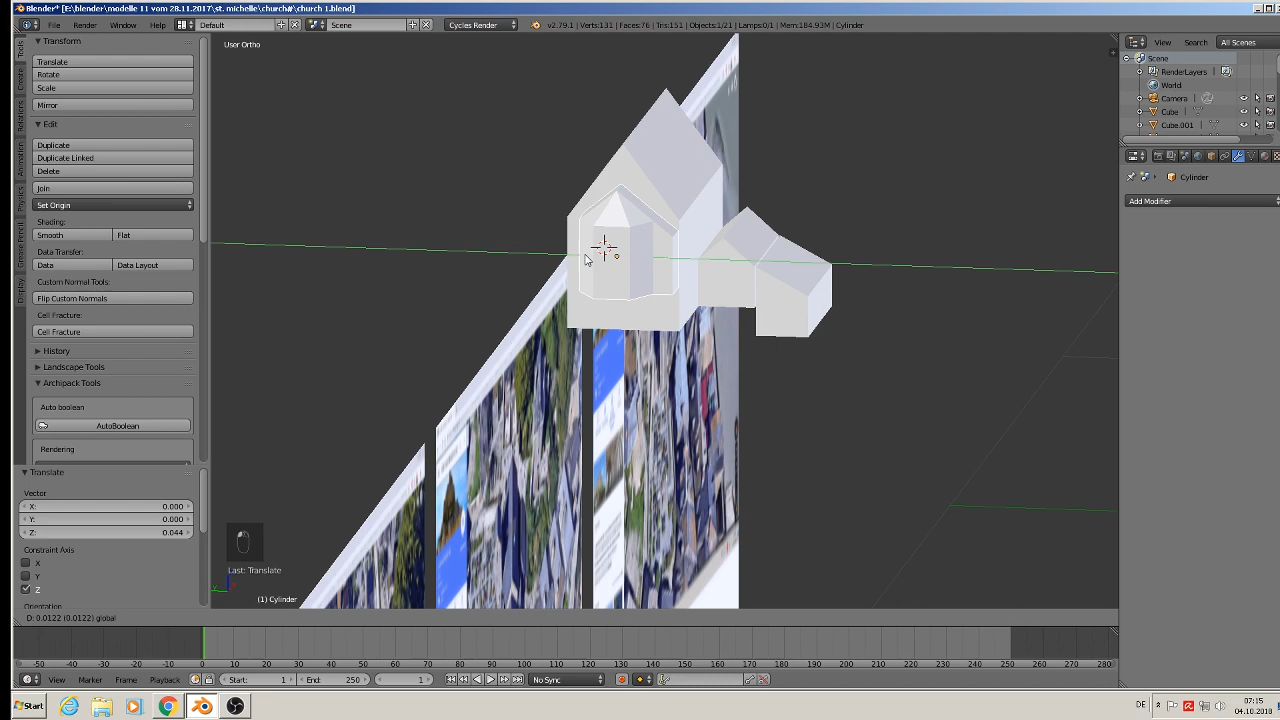 Blender* [E:\blender\modelle 11 vom 28.11.2017\st. michelle\church#\church 1.blend]
File Render Window Help Default Scene Cycles Render v2.79.1 | Verts:131 | Faces:76 | Tris:151 | Objects:1/21 | Lamps:0/1 | Mem:184.93M | Cylinder
Transform
Translate
Rotate
Scale
Mirror
Edit
Duplicate
Duplicate Linked
Delete
Join
Set Origin
Shading:
Smooth Flat
Data Transfer:
Data Data Layout
Custom Normal Tools:
Flip Custom Normals
Cell Fracture:
Cell Fracture
History
Landscape Tools
Archipack Tools
Auto boolean
AutoBoolean
Rendering
Translate
Vector
X: 0.000
Y: 0.000
Z: 0.044
Constraint Axis
X
Y
Z
Orientation
Tools
Create
Relations
Animation
Physics
Grease Pencil
Display
User Ortho
Last: Translate
(1) Cylinder
D: 0.0122 (0.0122) global
View Search All Scenes
Scene
RenderLayers
World
Camera
Cube
Cube.001
Cylinder
Add Modifier
-50 -40 -30 -20 -10 0 10 20 30 40 50 60 70 80 90 100 110 120 130 140 150 160 170 180 190 200 210 220 230 240 250 260 270 280
View Marker Frame Playback Start: 1 End: 250 1 No Sync
Start
DE
07:15
04.10.2018